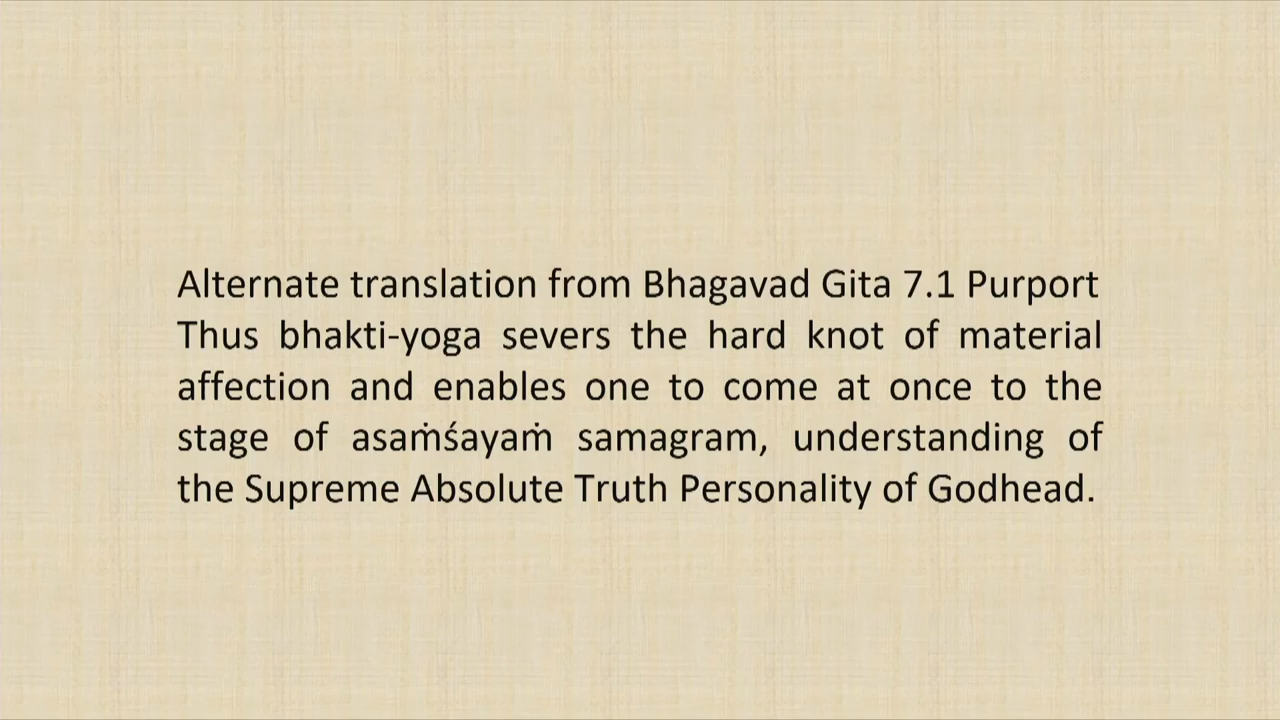 Alternate translation from Bhagavad Gita 7.1 Purport
Thus bhakti-yoga severs the hard knot of material
affection and enables one to come at once to the
stage of asaṁśayaṁ samagram, understanding of
the Supreme Absolute Truth Personality of Godhead.